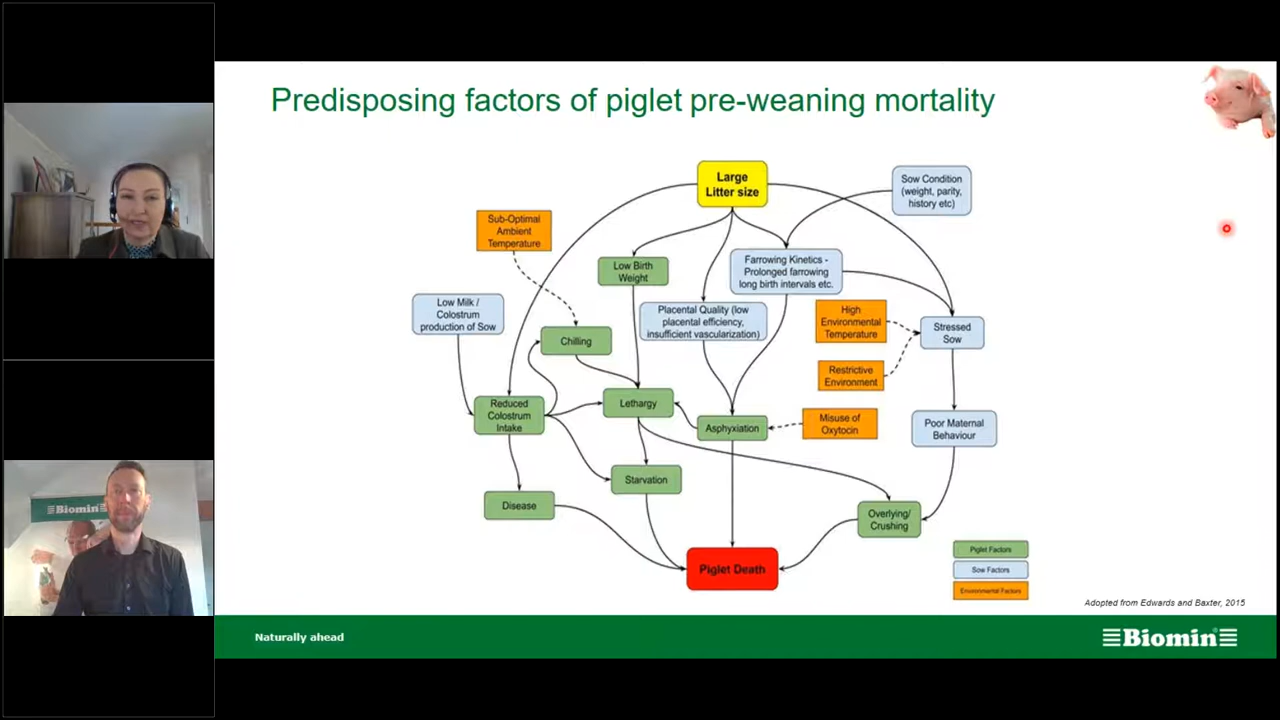 Predisposing factors of piglet pre-weaning mortality
Large
Litter size
Sow Condition
(weight, parity,
history etc)
Sub-Optimal
Ambient
Temperature
Low Birth
Weight
Farrowing Kinetics -
Prolonged farrowing
long birth intervals etc.
Low Milk /
Colostrum
production of Sow
Placental Quality (low
placental efficiency,
insufficient vascularization)
High
Environmental
Temperature
Stressed
Sow
Chilling
Restrictive
Environment
Reduced
Colostrum
Intake
Lethargy
Asphyxiation
Misuse of
Oxytocin
Poor Maternal
Behaviour
Starvation
Disease
Overlying/
Crushing
Piglet Death
Piglet Factors
Sow Factors
Environmental Factors
Adopted from Edwards and Baxter, 2015
Naturally ahead
Biomin
Biomin